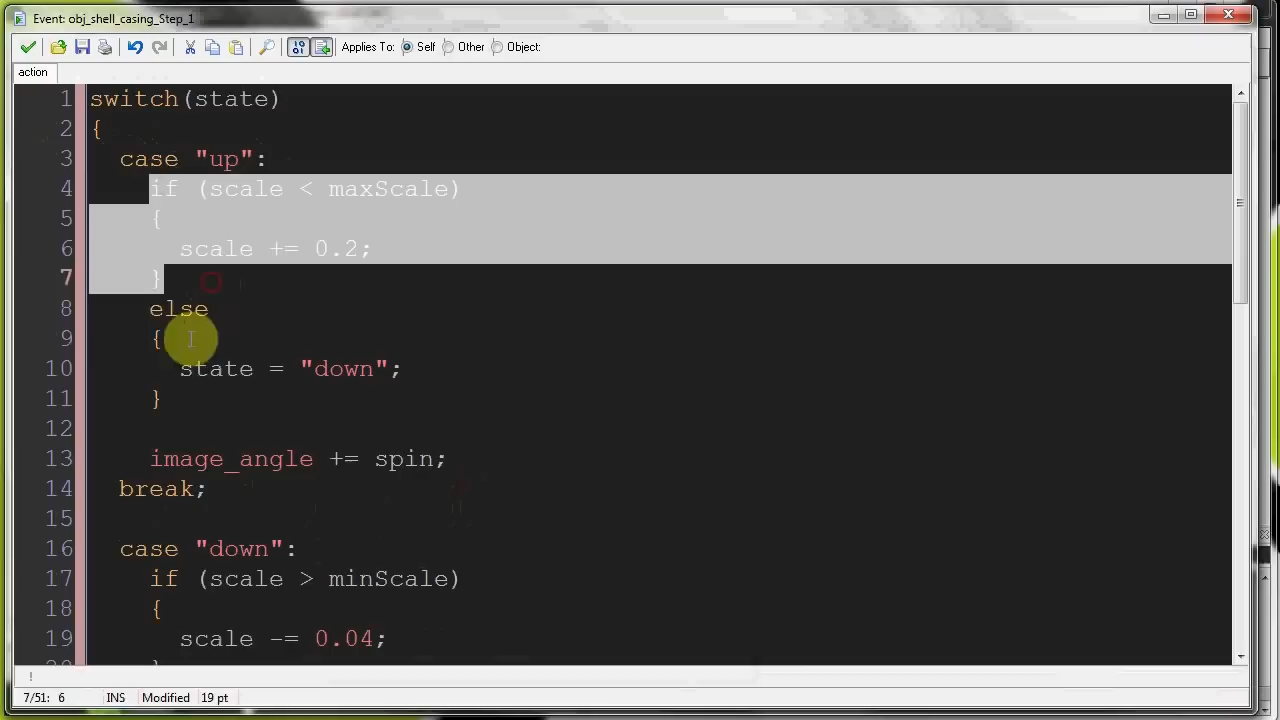 Event: obj_shell_casing_Step_1
Applies To: Self Other Object:
action
1 switch(state)
2 {
3 case "up":
4 if (scale < maxScale)
5 {
6 scale += 0.2;
7 }
8 else
9 {
10 state = "down";
11 }
12
13 image_angle += spin;
14 break;
15
16 case "down":
17 if (scale > minScale)
18 {
19 scale -= 0.04;
20 }
!
7/51: 6 INS Modified 19 pt